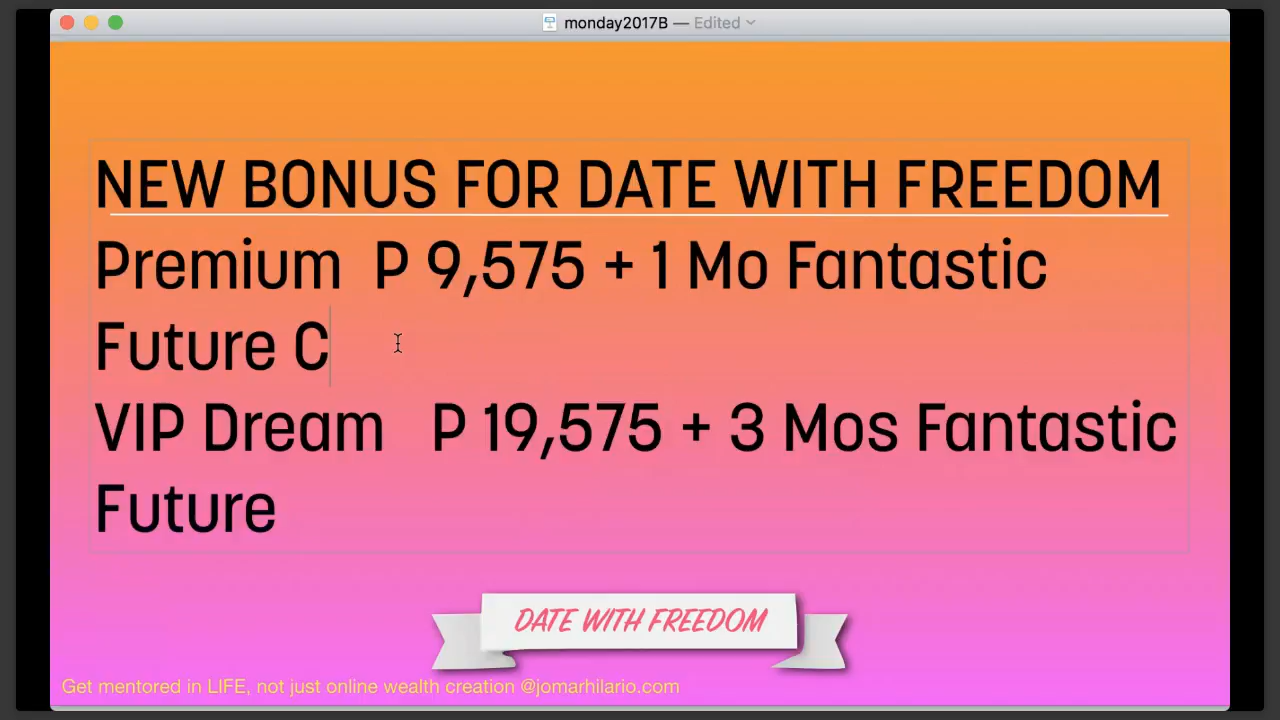 monday2017B — Edited
NEW BONUS FOR DATE WITH FREEDOM
Premium P 9,575 + 1 Mo Fantastic
Future C
VIP Dream P 19,575 + 3 Mos Fantastic
Future
DATE WITH FREEDOM
Get mentored in LIFE, not just online wealth creation @jomarhilario.com